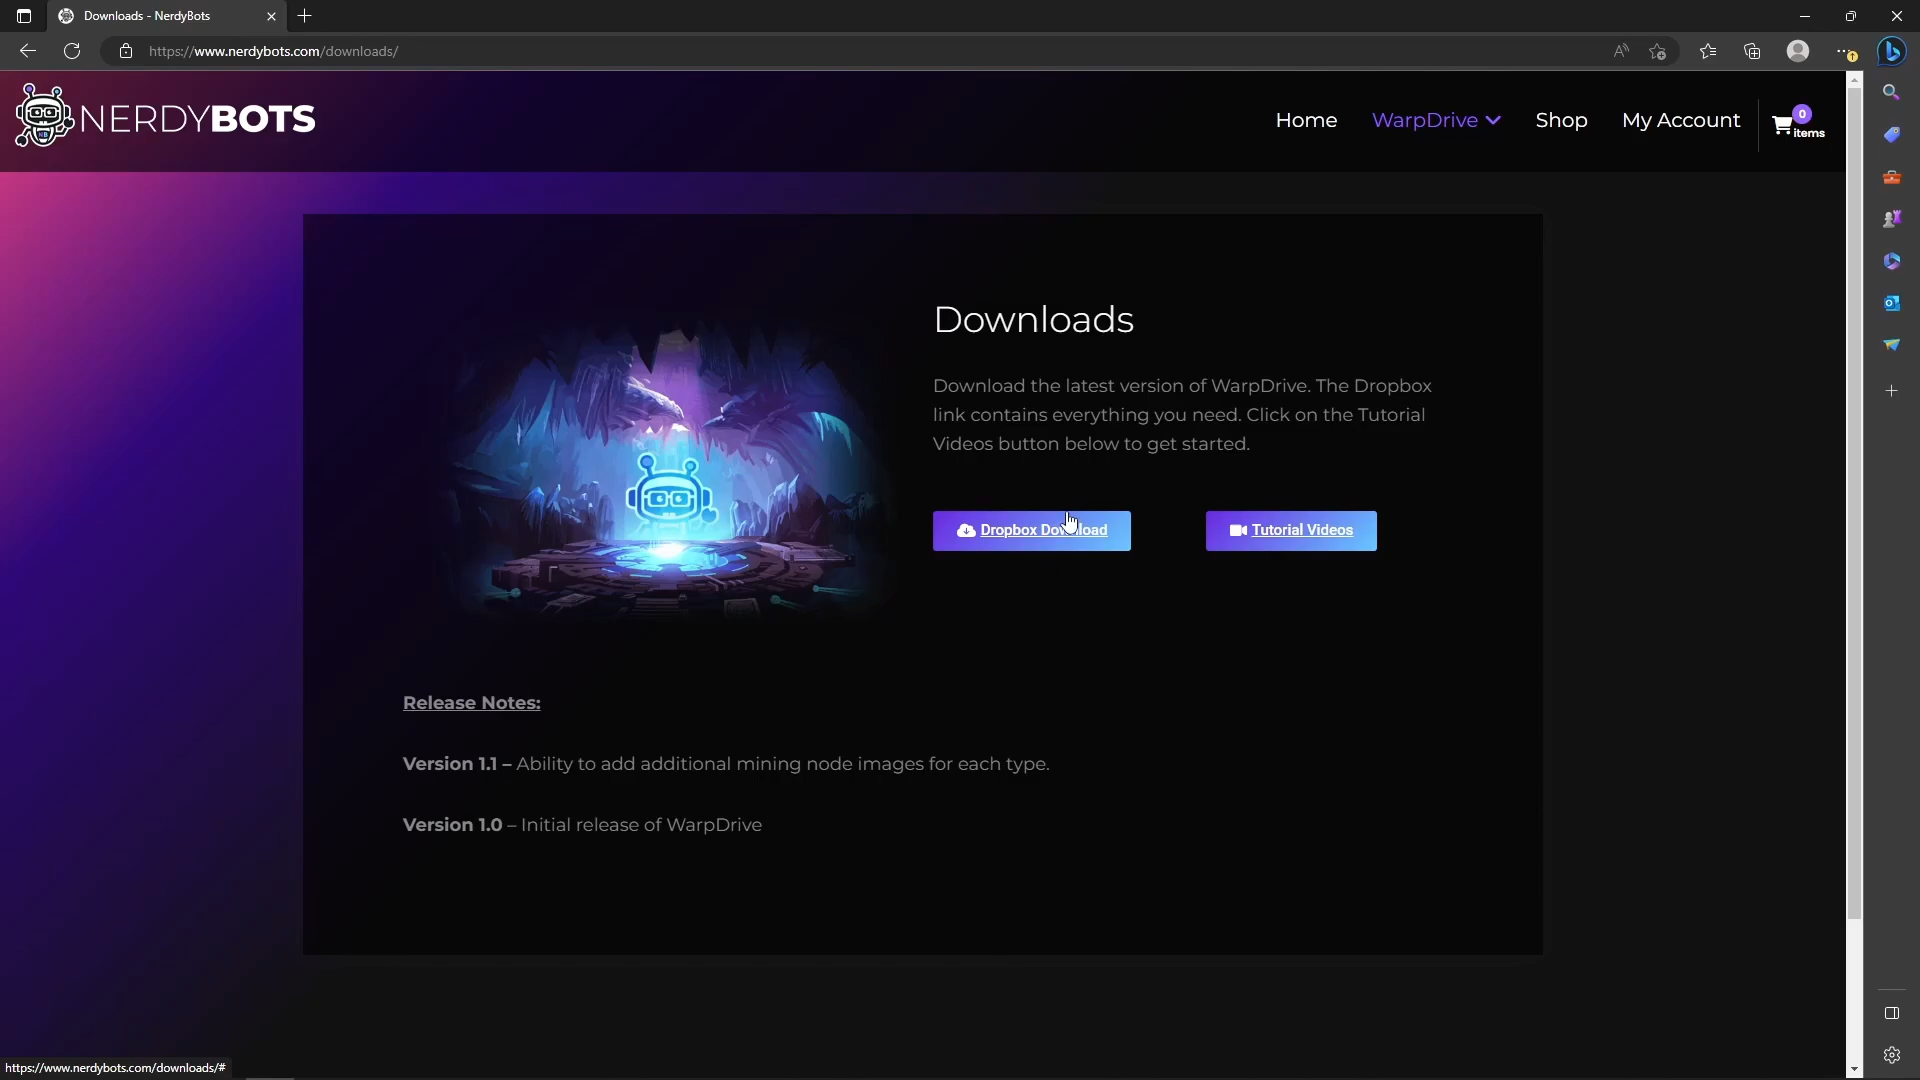 Downloads - NerdyBots
https://www.nerdybots.com/downloads/
NERDYBOTS
Home
WarpDrive
Shop
My Account
0
items
Downloads
Download the latest version of WarpDrive. The Dropbox
link contains everything you need. Click on the Tutorial
Videos button below to get started.
Dropbox Download
Tutorial Videos
Release Notes:
Version 1.1 – Ability to add additional mining node images for each type.
Version 1.0 – Initial release of WarpDrive
https://www.nerdybots.com/downloads/#